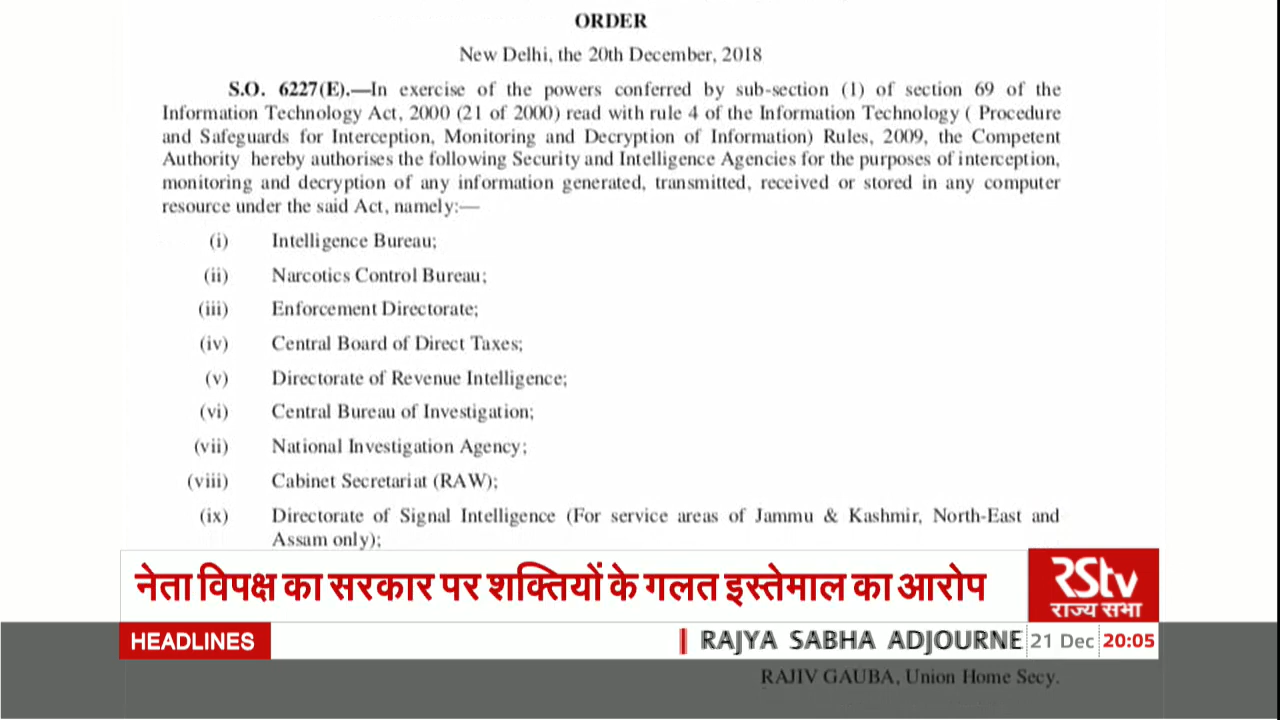 ORDER
New Delhi, the 20th December, 2018
S.O. 6227(E).—In exercise of the powers conferred by sub-section (1) of section 69 of the
Information Technology Act, 2000 (21 of 2000) read with rule 4 of the Information Technology ( Procedure
and Safeguards for Interception, Monitoring and Decryption of Information) Rules, 2009, the Competent
Authority hereby authorises the following Security and Intelligence Agencies for the purposes of interception,
monitoring and decryption of any information generated, transmitted, received or stored in any computer
resource under the said Act, namely:—
(i) Intelligence Bureau;
(ii) Narcotics Control Bureau;
(iii) Enforcement Directorate;
(iv) Central Board of Direct Taxes;
(v) Directorate of Revenue Intelligence;
(vi) Central Bureau of Investigation;
(vii) National Investigation Agency;
(viii) Cabinet Secretariat (RAW);
(ix) Directorate of Signal Intelligence (For service areas of Jammu & Kashmir, North-East and
Assam only);
नेता विपक्ष का सरकार पर शक्तियों के गलत इस्तेमाल का आरोप
RStv
राज्य सभा
HEADLINES
RAJYA SABHA ADJOURNE
21 Dec 20:05
RAJIV GAUBA, Union Home Secy.